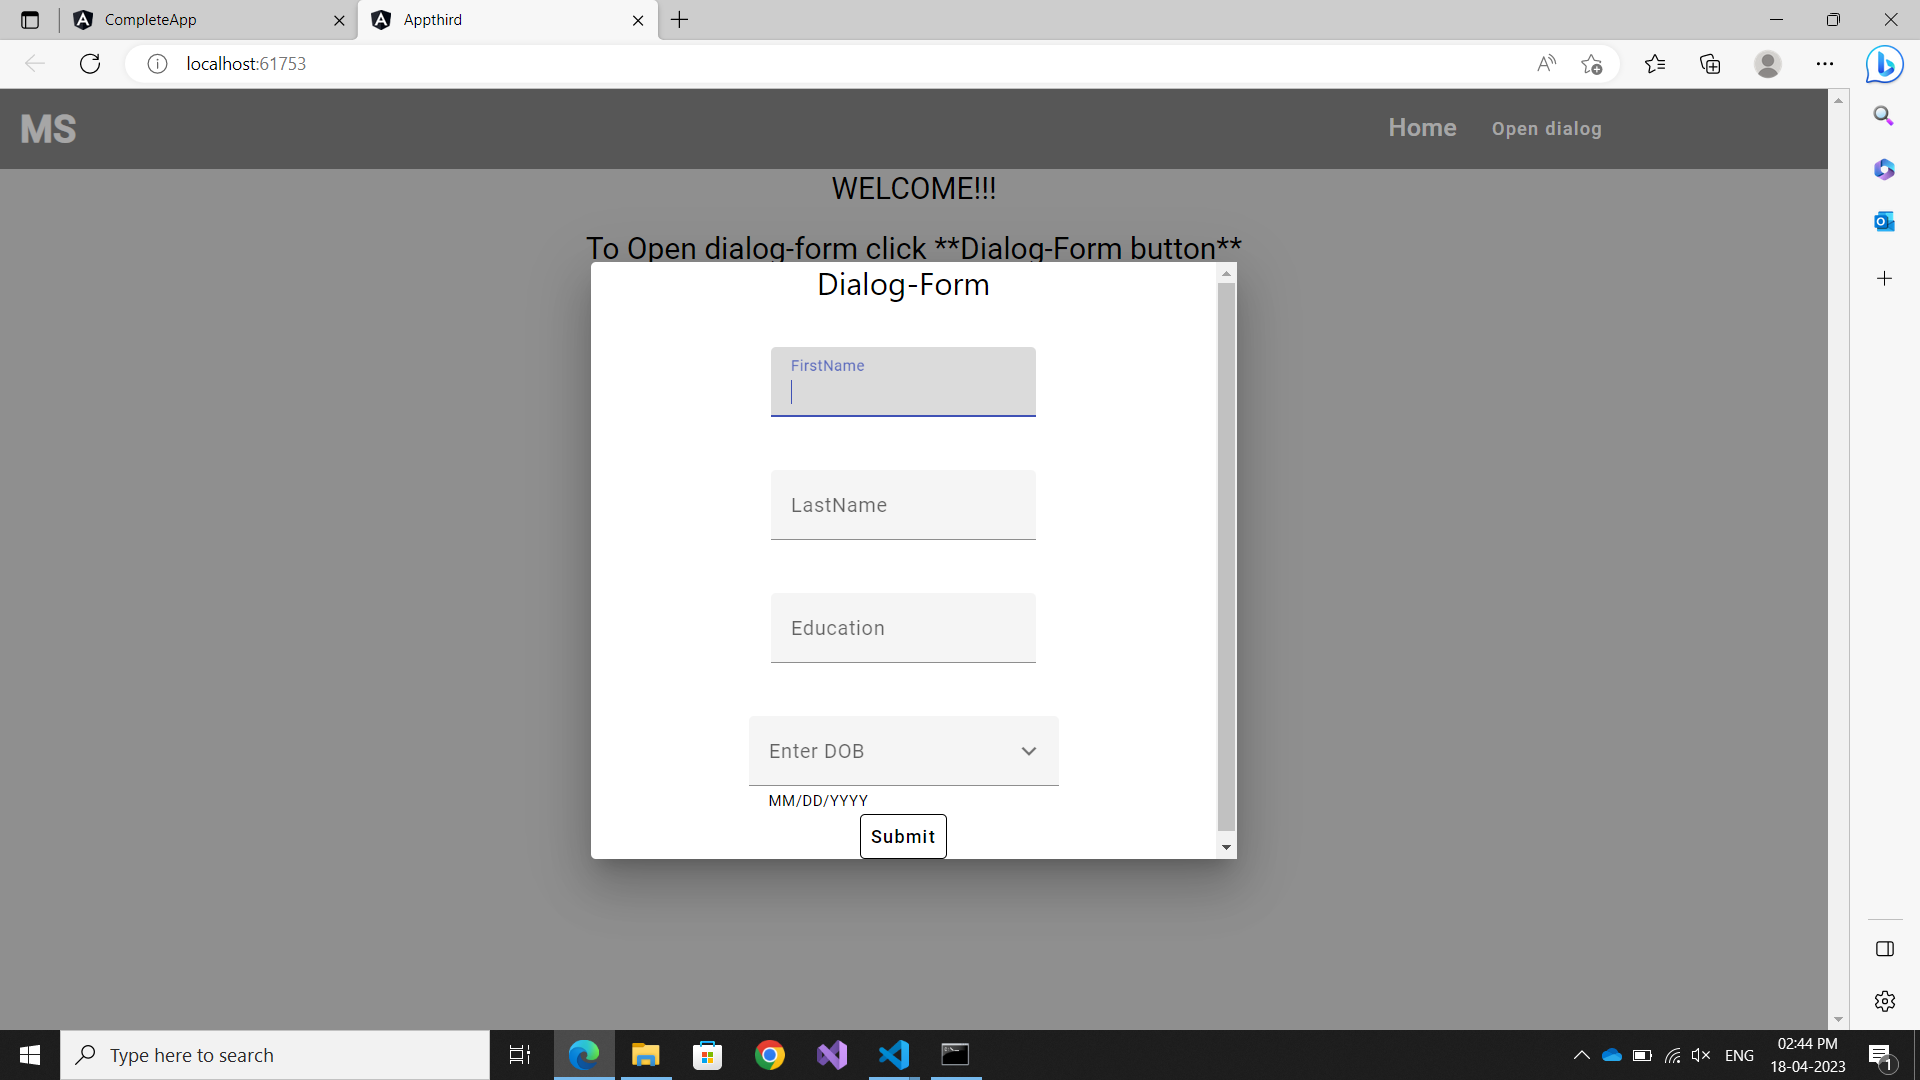 CompleteApp
Appthird
localhost:61753
MS
Home
Open dialog
WELCOME!!!
To Open dialog-form click **Dialog-Form button**
Dialog-Form
FirstName
LastName
Education
Enter DOB
MM/DD/YYYY
Submit
Type here to search
ENG
02:44 PM
18-04-2023
1